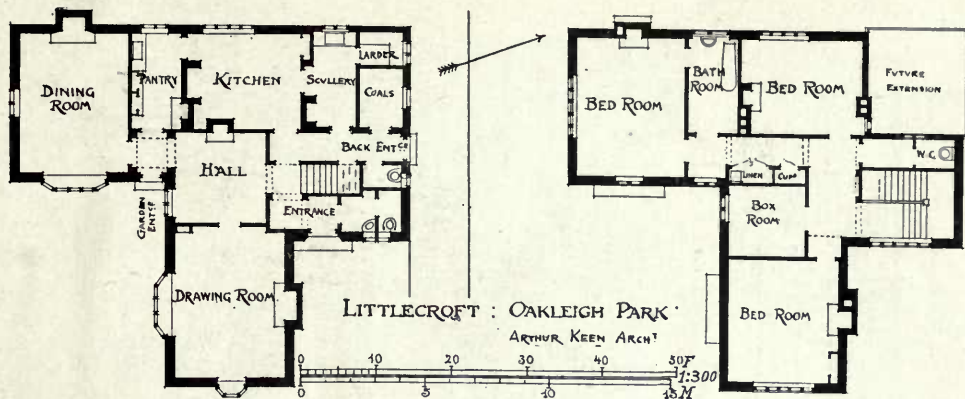 DINING
ROOM
PANTRY
KITCHEN
SCULLERY
LARDER
COALS
HALL
BACK ENTCE
GARDEN
ENTCE
ENTRANCE
DRAWING ROOM
BED ROOM
BATH
ROOM
BED ROOM
FUTURE
EXTENSION
W.C.
LINEN
CUPD
BOX
ROOM
BED ROOM
LITTLECROFT : OAKLEIGH PARK
ARTHUR KEEN ARCHT
0 10 20 30 40 50 F
1:300
0 5 10 15 M